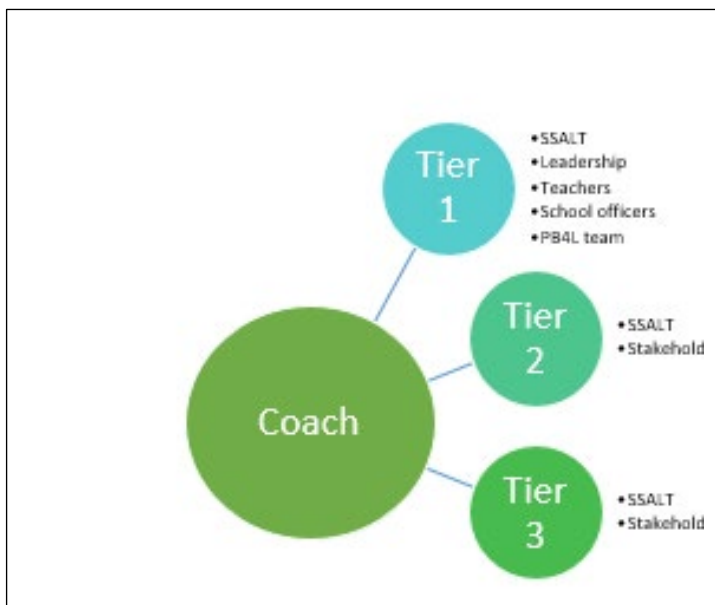 Tier
1
•SSALT
•Leadership
•Teachers
•School officers
•PB4L team
Tier
2
•SSALT
•Stakehold
Coach
Tier
3
•SSALT
•Stakehold